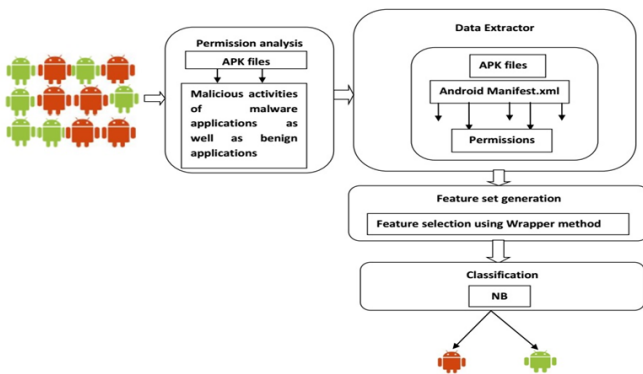 Permission analysis
APK files
Malicious activities
of malware
applications as
well as benign
applications
Data Extractor
APK files
Android Manifest.xml
Permissions
Feature set generation
Feature selection using Wrapper method
Classification
NB